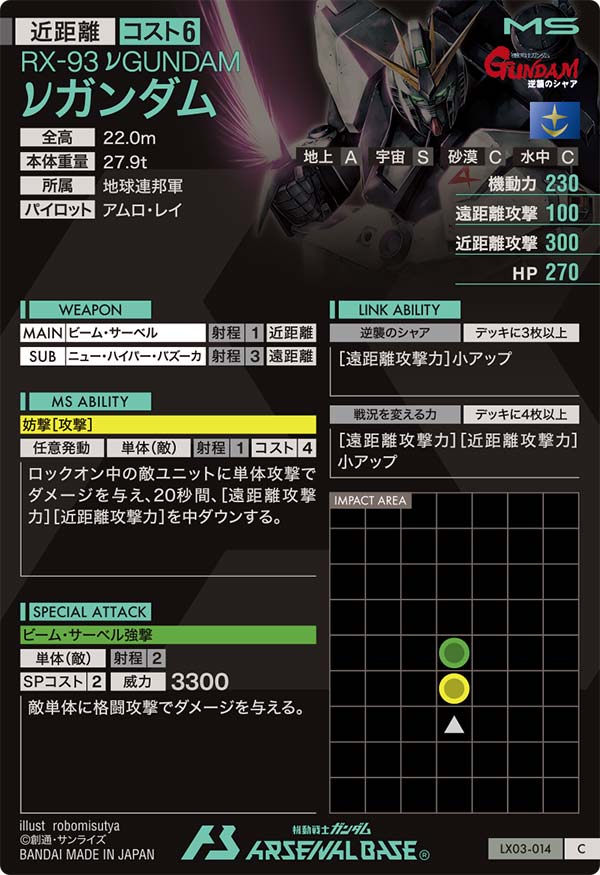 近距離 コスト6
MS
RX-93 νGUNDAM
νガンダム
機動戦士ガンダム
GUNDAM
逆襲のシャア
全高 22.0m
本体重量 27.9t
所属 地球連邦軍
パイロット アムロ・レイ
地上 A 宇宙 S 砂漠 C 水中 C
機動力 230
遠距離攻撃 100
近距離攻撃 300
HP 270
WEAPON
MAIN ビーム・サーベル 射程 1 近距離
SUB ニュー・ハイパー・バズーカ 射程 3 遠距離
MS ABILITY
妨撃[攻撃]
任意発動 単体(敵) 射程 1 コスト 4
ロックオン中の敵ユニットに単体攻撃で
ダメージを与え、20秒間、[遠距離攻撃
力][近距離攻撃力]を中ダウンする。
SPECIAL ATTACK
ビーム・サーベル強撃
単体(敵) 射程 2
SPコスト 2 威力 3300
敵単体に格闘攻撃でダメージを与える。
LINK ABILITY
逆襲のシャア デッキに3枚以上
[遠距離攻撃力]小アップ
戦況を変える力 デッキに4枚以上
[遠距離攻撃力][近距離攻撃力]
小アップ
IMPACT AREA
illust robomisutya
©創通・サンライズ
BANDAI MADE IN JAPAN
機動戦士ガンダム
AB ARSENAL BASE®
LX03-014 C